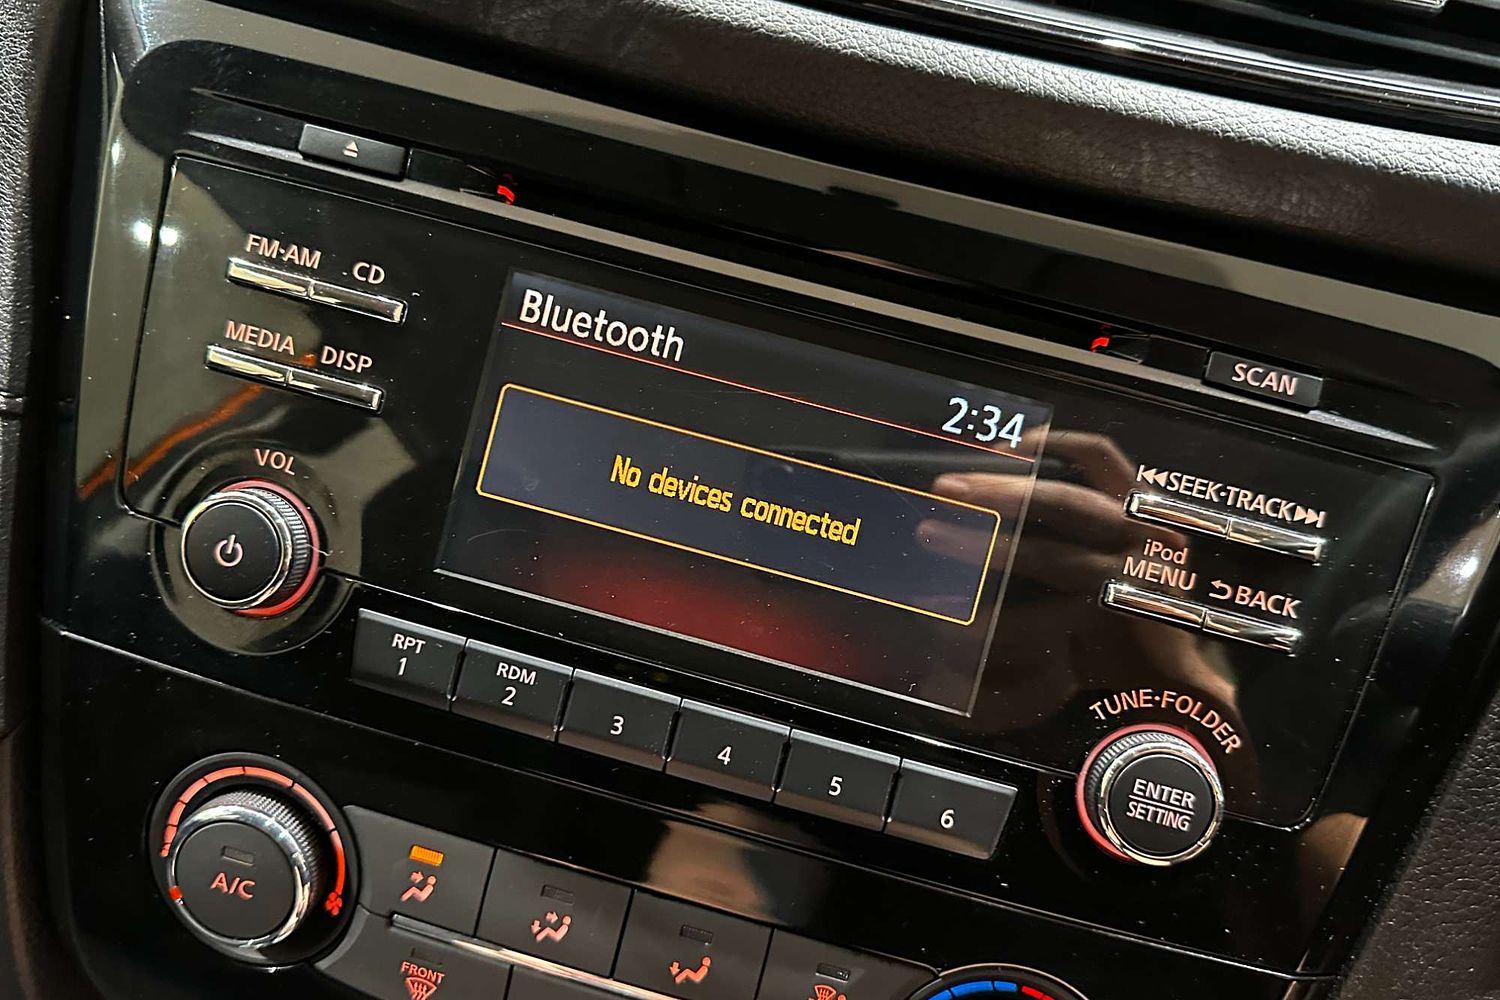 FM·AM CD
MEDIA DISP
VOL
Bluetooth
2:34
No devices connected
SCAN
SEEK·TRACK
iPod
MENU BACK
TUNE·FOLDER
ENTER
SETTING
RPT
1
RDM
2
3
4
5
6
A/C
FRONT